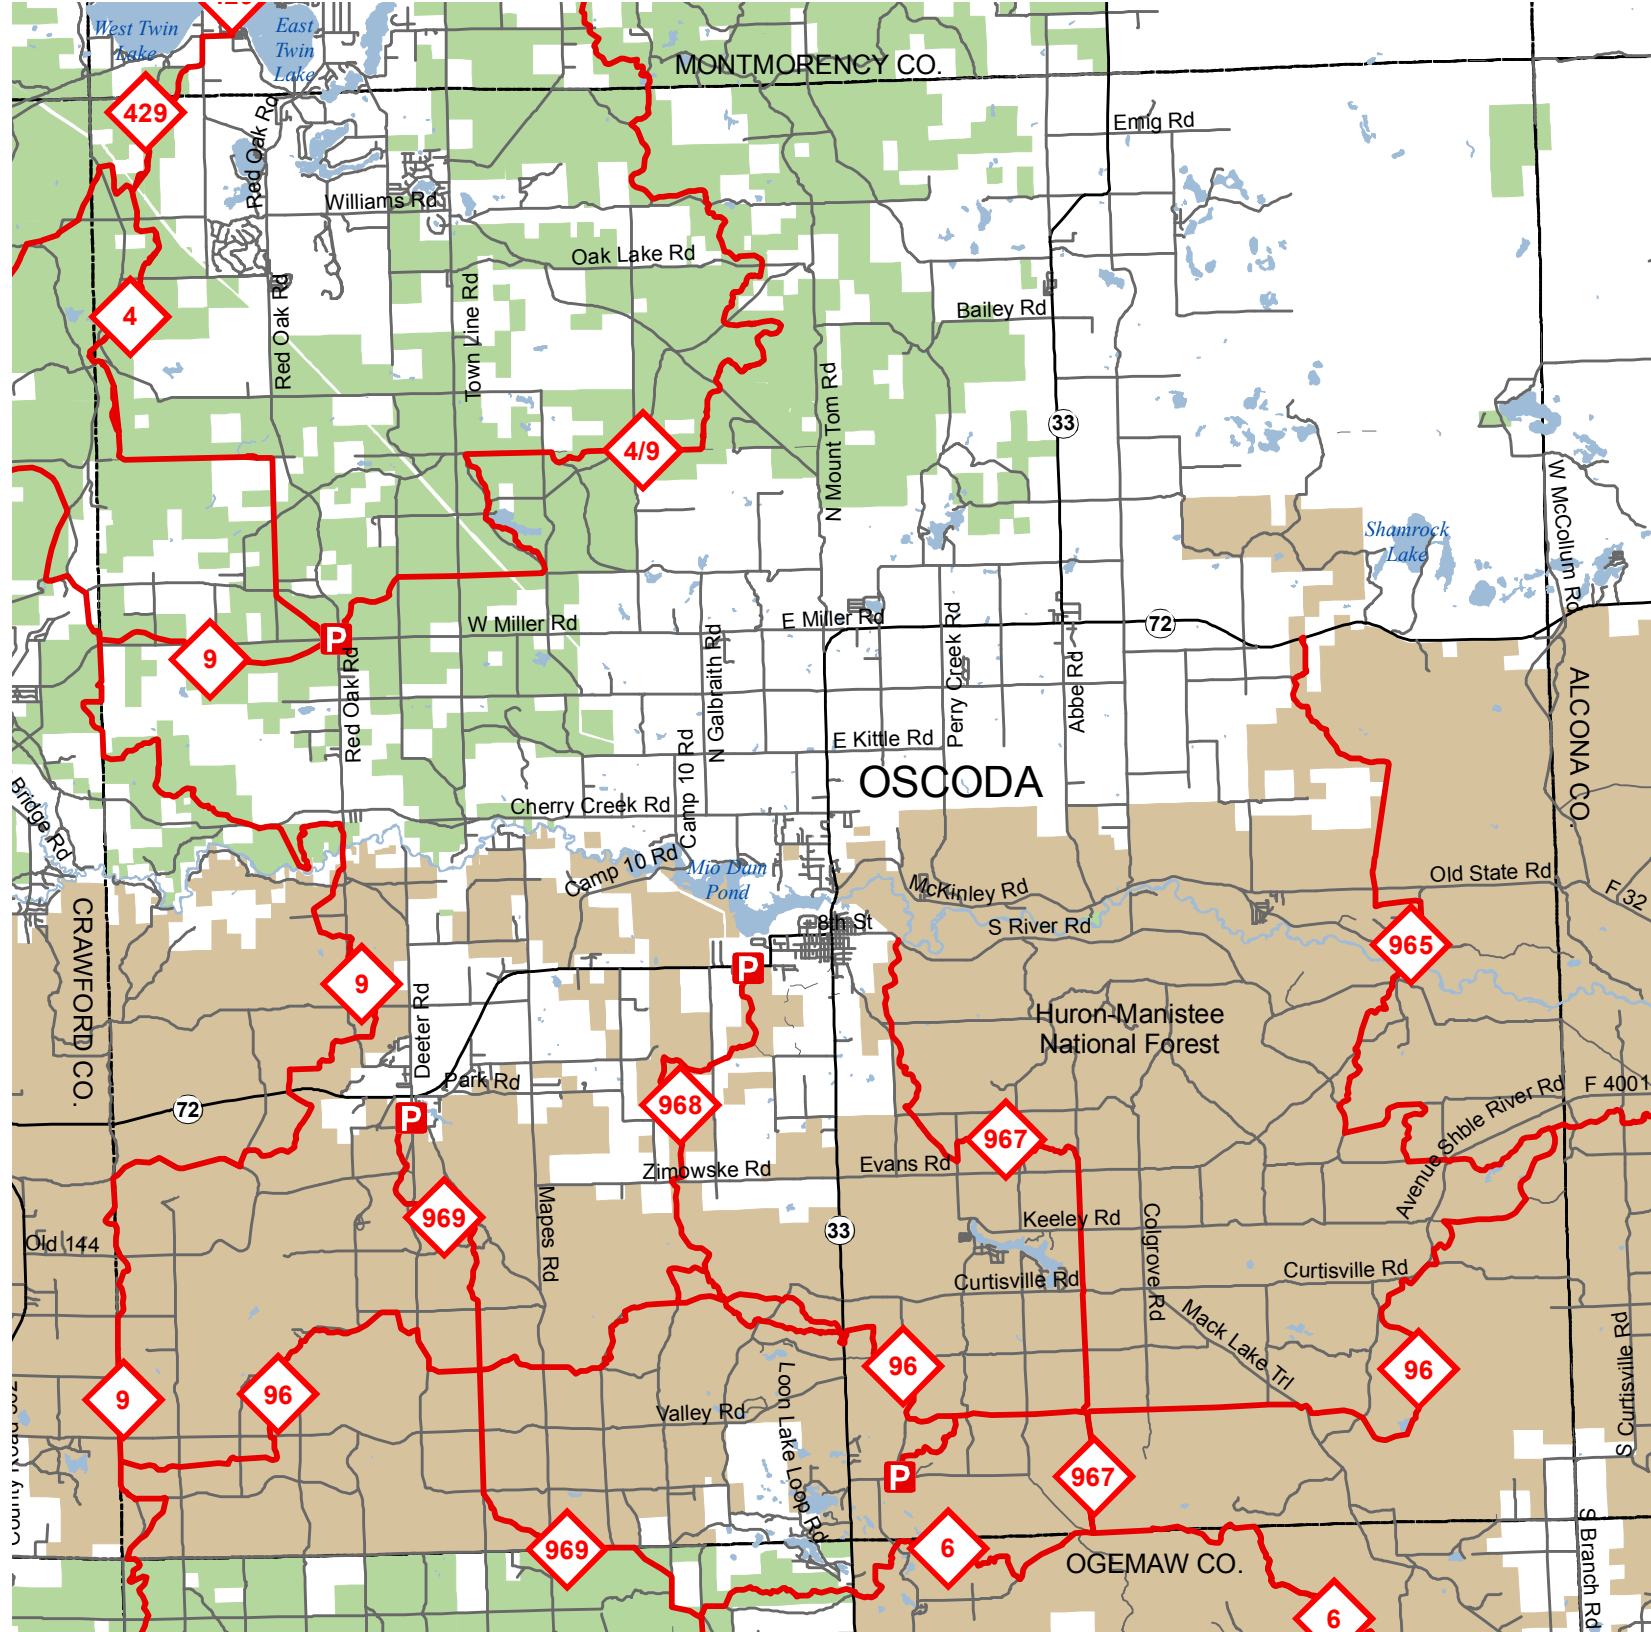 West Twin
Lake
East
Twin
Lake
MONTMORENCY CO.
429
Red Oak Rd
Emig Rd
Williams Rd
Oak Lake Rd
4
Red Oak Rd
Town Line Rd
Bailey Rd
N Mount Tom Rd
33
4/9
W McCollum Rd
Shamrock
Lake
W Miller Rd
E Miller Rd
72
P
9
Red Oak Rd
N Galbraith Rd
Perry Creek Rd
Abbe Rd
ALCONA CO.
E Kittle Rd
Camp 10 Rd
OSCODA
Bridge Rd
Cherry Creek Rd
Camp 10 Rd
Mio Dam
Pond
McKinley Rd
Old State Rd
F 32
8th St
S River Rd
965
CRAWFORD CO.
9
P
Deeter Rd
Huron-Manistee
National Forest
Park Rd
72
P
968
967
F 4001
Avenue Shble River Rd
Zimowske Rd
Evans Rd
969
Mapes Rd
33
Keeley Rd
Colgrove Rd
Old 144
Curtisville Rd
Curtisville Rd
Mack Lake Trl
S Curtisville Rd
9
96
96
96
Loon Lake Loop Rd
Valley Rd
P
967
S Branch Rd
969
6
OGEMAW CO.
6